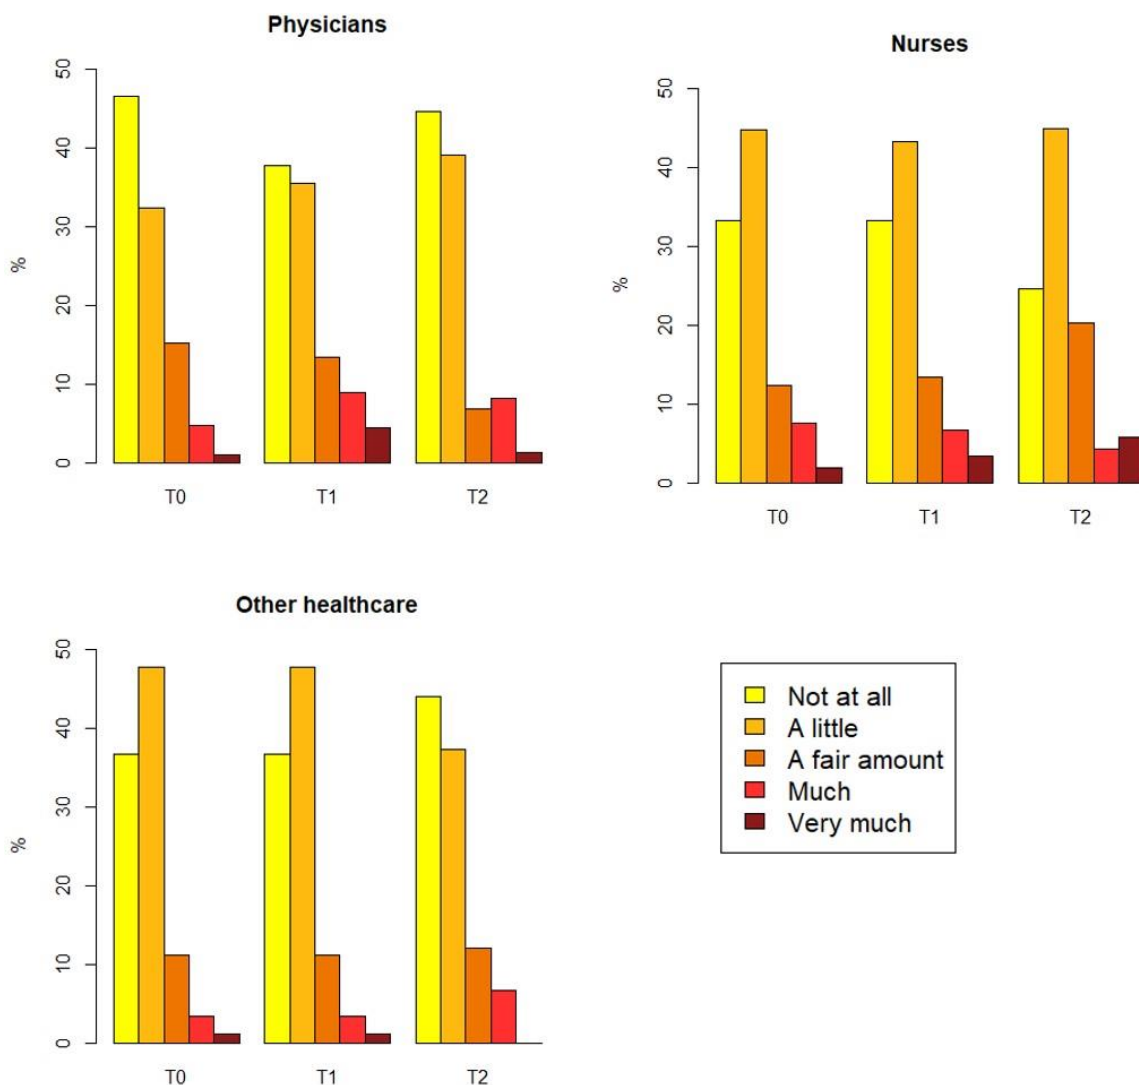 Physicians
50
40
30
20
10
0
%
T0 T1 T2
Nurses
50
40
30
20
10
0
%
T0 T1 T2
Other healthcare
50
40
30
20
10
0
%
T0 T1 T2
Not at all
A little
A fair amount
Much
Very much